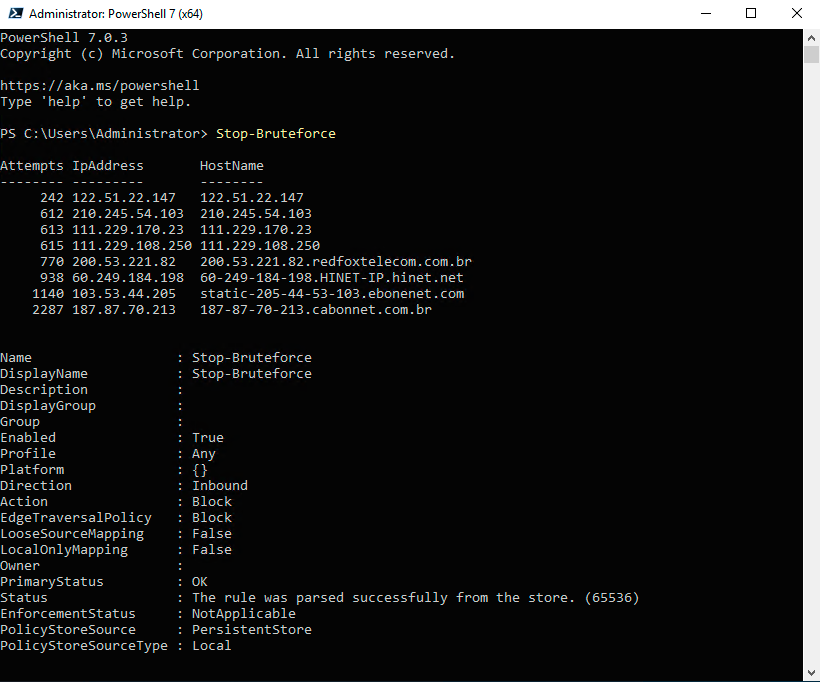 Administrator: PowerShell 7 (x64)
PowerShell 7.0.3
Copyright (c) Microsoft Corporation. All rights reserved.
https://aka.ms/powershell
Type 'help' to get help.
PS C:\Users\Administrator> Stop-Bruteforce
Attempts IpAddress       HostName
-------- ---------       --------
     242 122.51.22.147   122.51.22.147
     612 210.245.54.103  210.245.54.103
     613 111.229.170.23  111.229.170.23
     615 111.229.108.250 111.229.108.250
     770 200.53.221.82   200.53.221.82.redfoxtelecom.com.br
     938 60.249.184.198  60-249-184-198.HINET-IP.hinet.net
    1140 103.53.44.205   static-205-44-53-103.ebonenet.com
    2287 187.87.70.213   187-87-70-213.cabonnet.com.br
Name                  : Stop-Bruteforce
DisplayName           : Stop-Bruteforce
Description           :
DisplayGroup          :
Group                 :
Enabled               : True
Profile               : Any
Platform              : {}
Direction             : Inbound
Action                : Block
EdgeTraversalPolicy   : Block
LooseSourceMapping    : False
LocalOnlyMapping      : False
Owner                 :
PrimaryStatus         : OK
Status                : The rule was parsed successfully from the store. (65536)
EnforcementStatus     : NotApplicable
PolicyStoreSource     : PersistentStore
PolicyStoreSourceType : Local